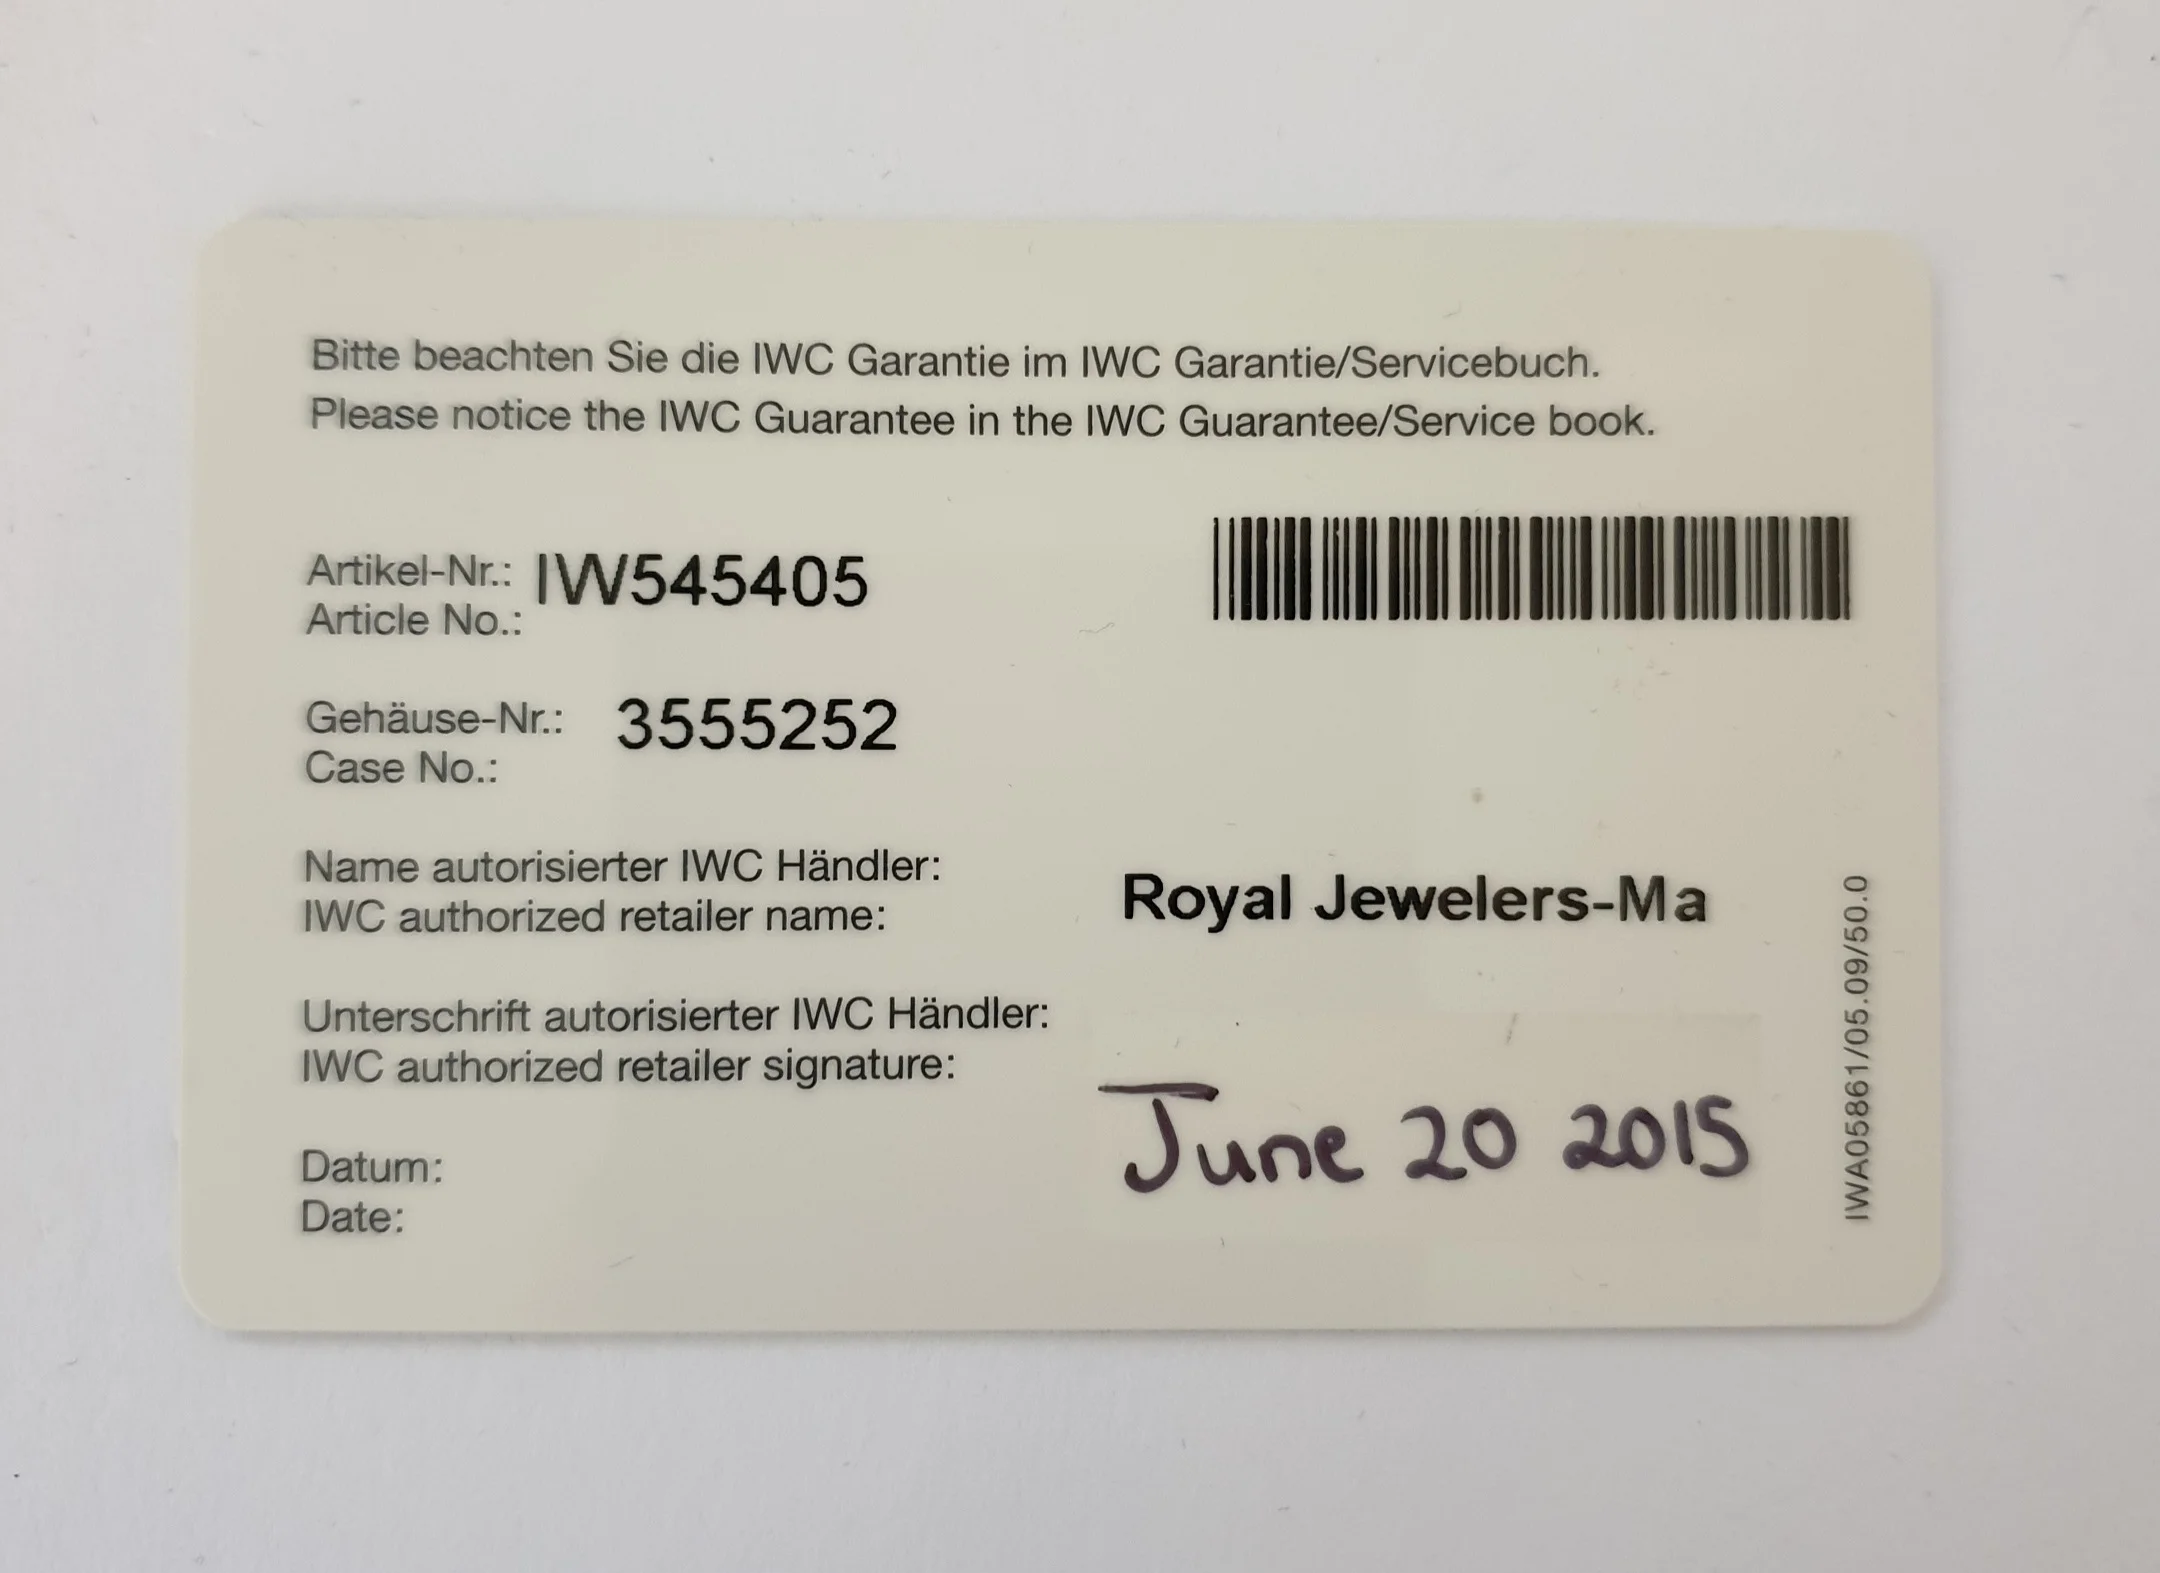 Bitte beachten Sie die IWC Garantie im IWC Garantie/Servicebuch.
Please notice the IWC Guarantee in the IWC Guarantee/Service book.
Artikel-Nr.: IW545405
Article No.:
Gehäuse-Nr.: 3555252
Case No.:
Name autorisierter IWC Händler:
IWC authorized retailer name:
Royal Jewelers-Ma
Unterschrift autorisierter IWC Händler:
IWC authorized retailer signature:
June 20 2015
Datum:
Date:
IWA05861/05.09/50.0